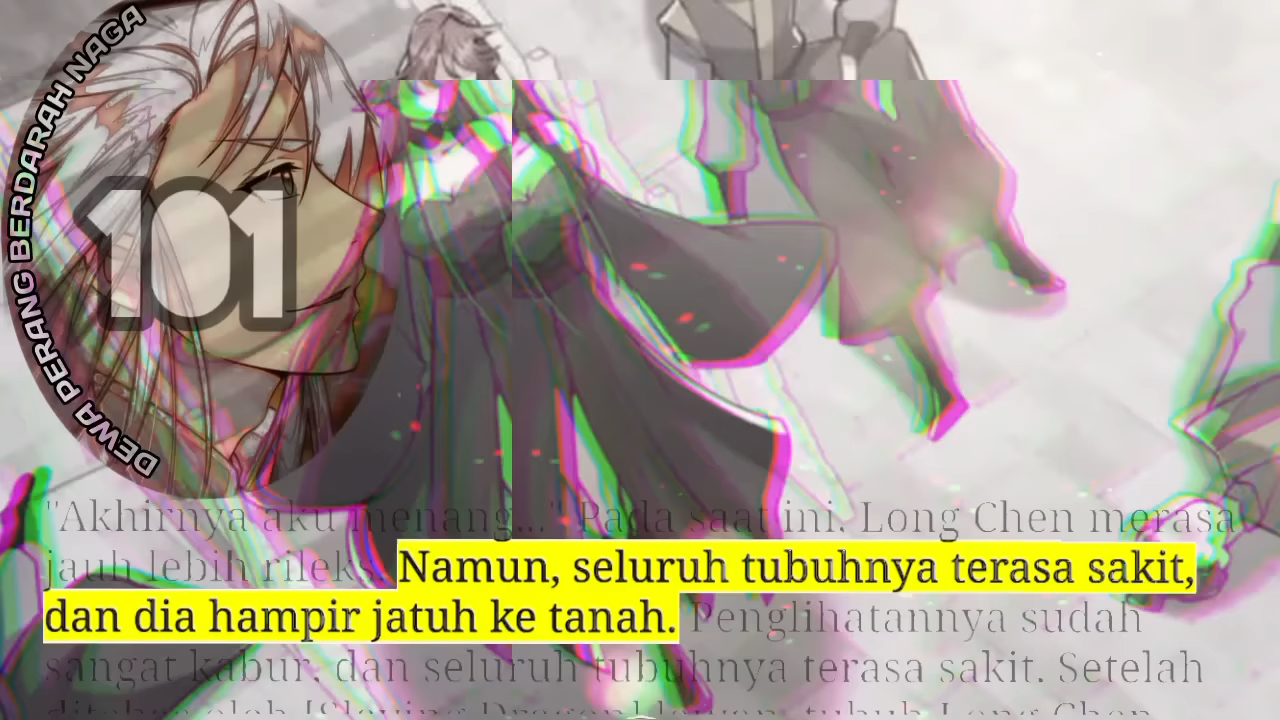 DEWA PERANG BERDARAH NAGA
101
"Akhirnya aku menang..." Pada saat ini, Long Chen merasa
jauh lebih rileks. Namun, seluruh tubuhnya terasa sakit,
dan dia hampir jatuh ke tanah. Penglihatannya sudah
sangat kabur, dan seluruh tubuhnya terasa sakit. Setelah